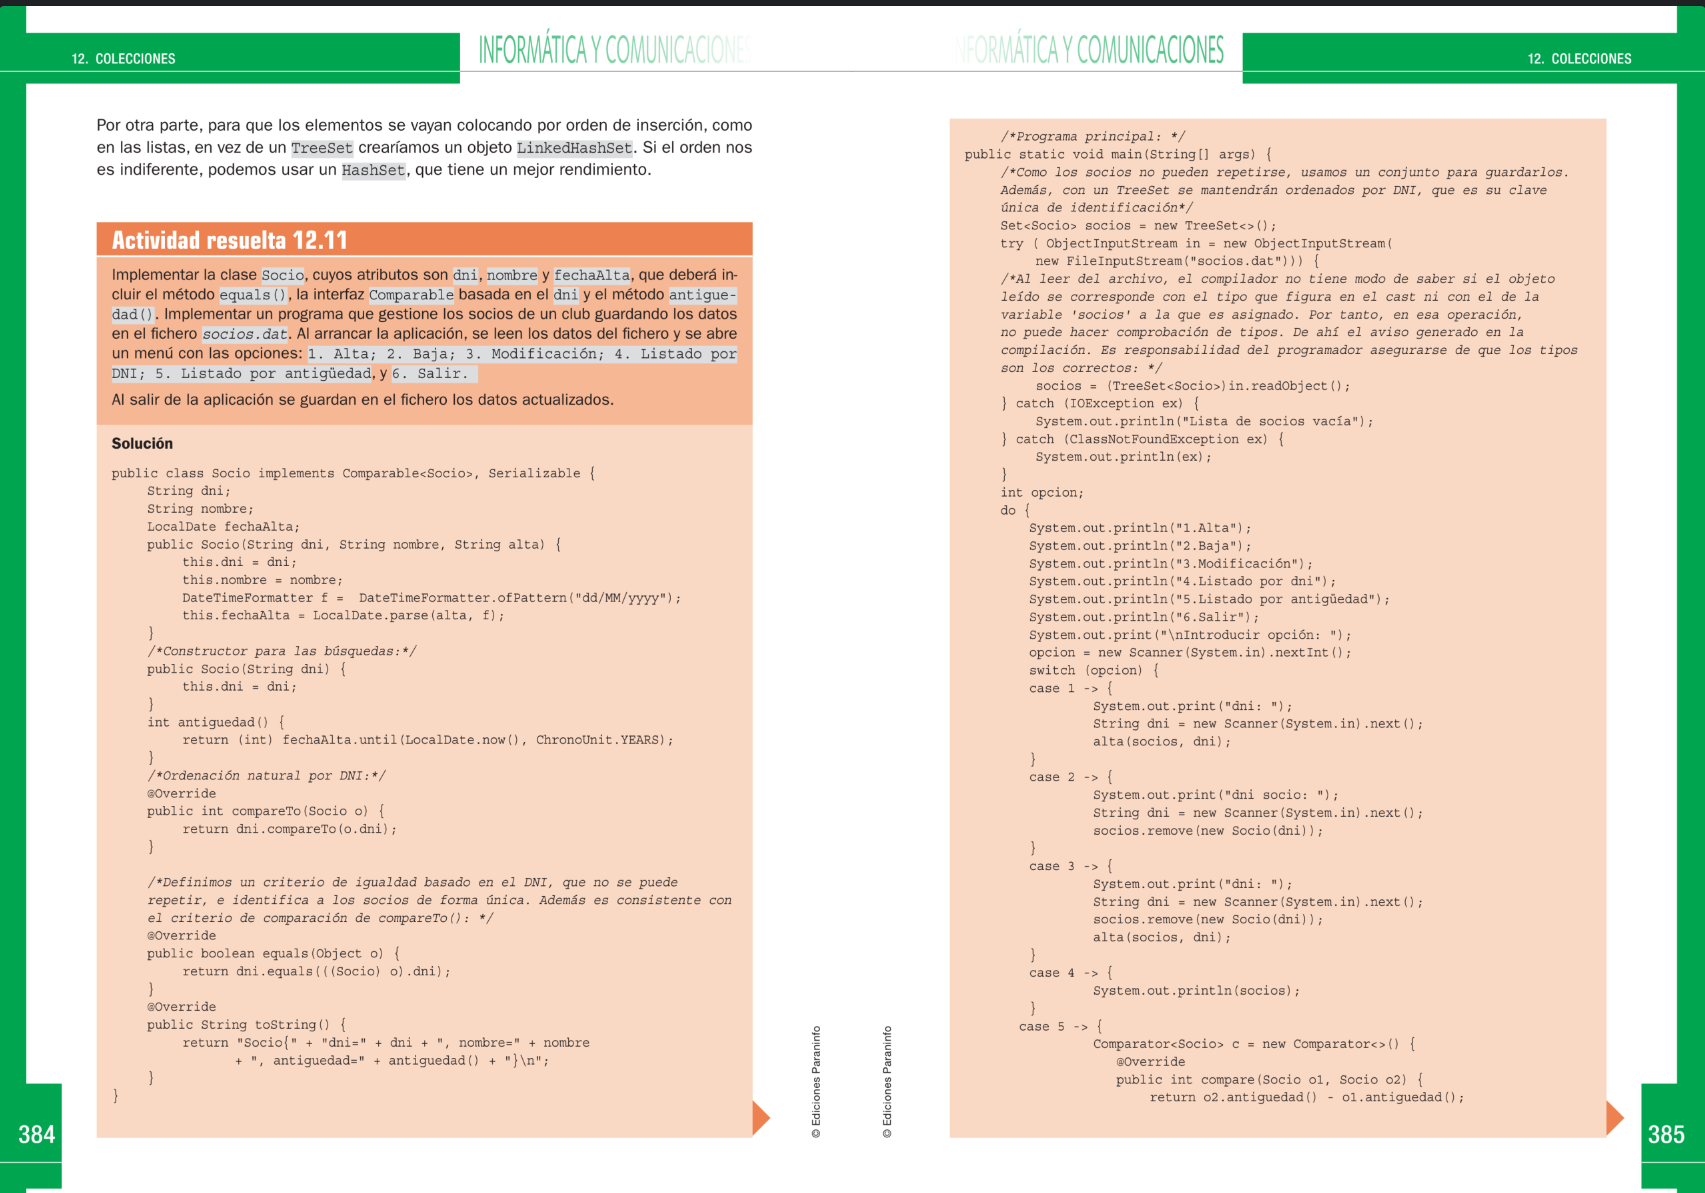 12. COLECCIONES
INFORMÁTICA Y COMUNICACIONES
Por otra parte, para que los elementos se vayan colocando por orden de inserción, como
en las listas, en vez de un TreeSet crearíamos un objeto LinkedHashSet. Si el orden nos
es indiferente, podemos usar un HashSet, que tiene un mejor rendimiento.
Actividad resuelta 12.11
Implementar la clase Socio, cuyos atributos son dni, nombre y fechaAlta, que deberá in-
cluir el método equals(), la interfaz Comparable basada en el dni y el método antigue-
dad(). Implementar un programa que gestione los socios de un club guardando los datos
en el fichero socios.dat. Al arrancar la aplicación, se leen los datos del fichero y se abre
un menú con las opciones: 1. Alta; 2. Baja; 3. Modificación; 4. Listado por
DNI; 5. Listado por antigüedad, y 6. Salir.
Al salir de la aplicación se guardan en el fichero los datos actualizados.
Solución
public class Socio implements Comparable<Socio>, Serializable {
String dni;
String nombre;
LocalDate fechaAlta;
public Socio(String dni, String nombre, String alta) {
this.dni = dni;
this.nombre = nombre;
DateTimeFormatter f =  DateTimeFormatter.ofPattern("dd/MM/yyyy");
this.fechaAlta = LocalDate.parse(alta, f);
}
/*Constructor para las búsquedas:*/
public Socio(String dni) {
this.dni = dni;
}
int antiguedad() {
return (int) fechaAlta.until(LocalDate.now(), ChronoUnit.YEARS);
}
/*Ordenación natural por DNI:*/
@Override
public int compareTo(Socio o) {
return dni.compareTo(o.dni);
}
/*Definimos un criterio de igualdad basado en el DNI, que no se puede
repetir, e identifica a los socios de forma única. Además es consistente con
el criterio de comparación de compareTo(): */
@Override
public boolean equals(Object o) {
return dni.equals(((Socio) o).dni);
}
@Override
public String toString() {
return "Socio{" + "dni=" + dni + ", nombre=" + nombre
+ ", antiguedad=" + antiguedad() + "}\n";
}
}
© Ediciones Paraninfo
384
INFORMÁTICA Y COMUNICACIONES
12. COLECCIONES
/*Programa principal: */
public static void main(String[] args) {
/*Como los socios no pueden repetirse, usamos un conjunto para guardarlos.
Además, con un TreeSet se mantendrán ordenados por DNI, que es su clave
única de identificación*/
Set<Socio> socios = new TreeSet<>();
try ( ObjectInputStream in = new ObjectInputStream(
new FileInputStream("socios.dat"))) {
/*Al leer del archivo, el compilador no tiene modo de saber si el objeto
leído se corresponde con el tipo que figura en el cast ni con el de la
variable 'socios' a la que es asignado. Por tanto, en esa operación,
no puede hacer comprobación de tipos. De ahí el aviso generado en la
compilación. Es responsabilidad del programador asegurarse de que los tipos
son los correctos: */
socios = (TreeSet<Socio>)in.readObject();
} catch (IOException ex) {
System.out.println("Lista de socios vacía");
} catch (ClassNotFoundException ex) {
System.out.println(ex);
}
int opcion;
do {
System.out.println("1.Alta");
System.out.println("2.Baja");
System.out.println("3.Modificación");
System.out.println("4.Listado por dni");
System.out.println("5.Listado por antigüedad");
System.out.println("6.Salir");
System.out.print("\nIntroducir opción: ");
opcion = new Scanner(System.in).nextInt();
switch (opcion) {
case 1 -> {
System.out.print("dni: ");
String dni = new Scanner(System.in).next();
alta(socios, dni);
}
case 2 -> {
System.out.print("dni socio: ");
String dni = new Scanner(System.in).next();
socios.remove(new Socio(dni));
}
case 3 -> {
System.out.print("dni: ");
String dni = new Scanner(System.in).next();
socios.remove(new Socio(dni));
alta(socios, dni);
}
case 4 -> {
System.out.println(socios);
}
case 5 -> {
Comparator<Socio> c = new Comparator<>() {
@Override
public int compare(Socio o1, Socio o2) {
return o2.antiguedad() - o1.antiguedad();
© Ediciones Paraninfo
385